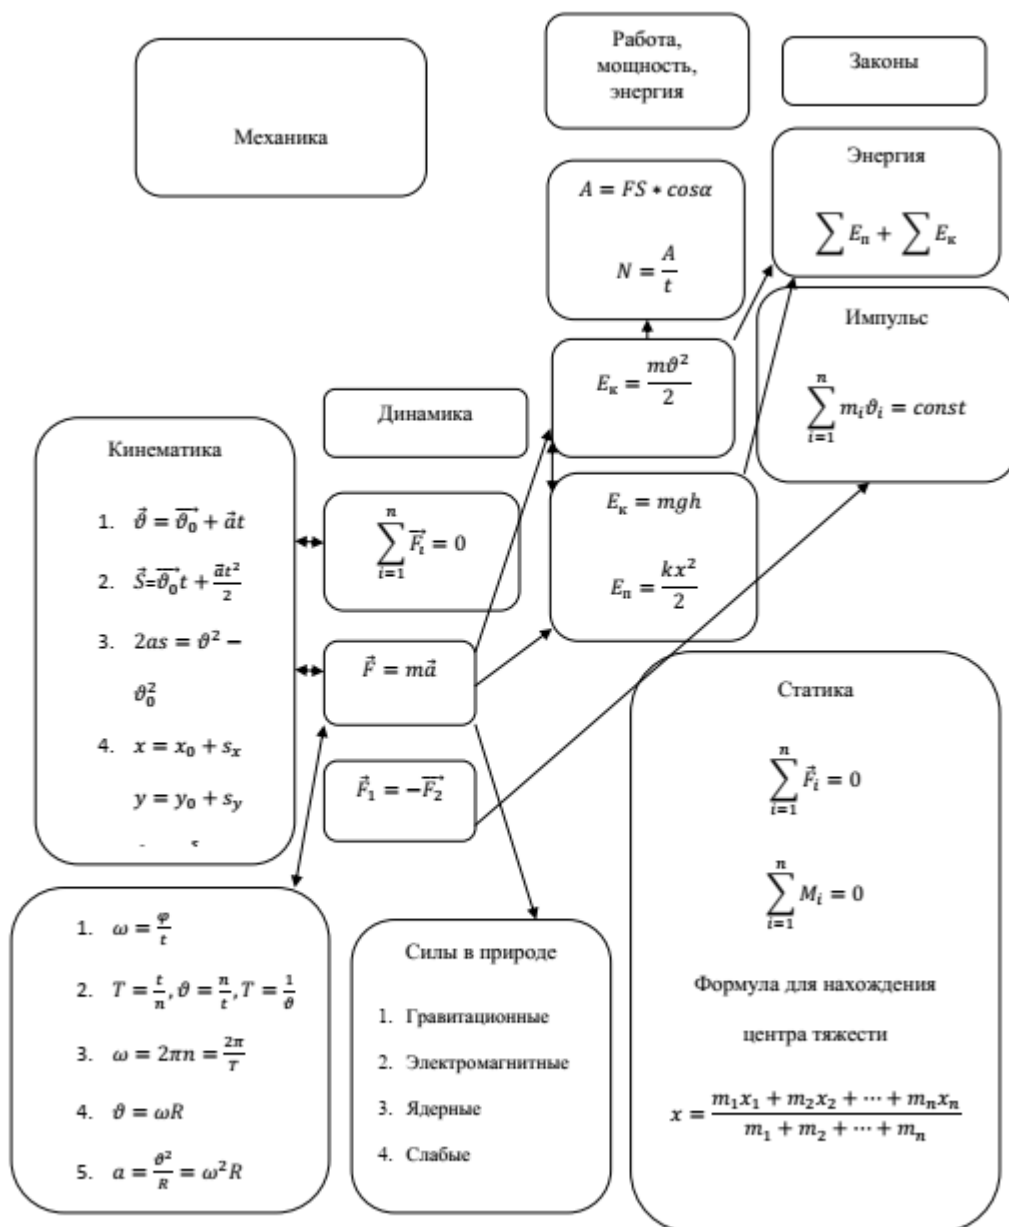 Механика
Работа,
мощность,
энергия
Законы
A = FS * cosα
N = A/t
Энергия
∑ Eп + ∑ Eк
Импульс
∑ᵢ₌₁ⁿ mᵢϑᵢ = const
Eк = mϑ²/2
Eк = mgh
Eп = kx²/2
Динамика
∑ᵢ₌₁ⁿ F⃗ᵢ = 0
F⃗ = ma⃗
F⃗₁ = −F⃗₂
Кинематика
1. ϑ⃗ = ϑ⃗₀ + a⃗t
2. S⃗=ϑ⃗₀t + a⃗t²/2
3. 2as = ϑ² −
ϑ₀²
4. x = x₀ + sₓ
y = y₀ + s_y
1. ω = φ/t
2. T = t/n, ϑ = n/t, T = 1/ϑ
3. ω = 2πn = 2π/T
4. ϑ = ωR
5. a = ϑ²/R = ω²R
Силы в природе
1. Гравитационные
2. Электромагнитные
3. Ядерные
4. Слабые
Статика
∑ᵢ₌₁ⁿ F⃗ᵢ = 0
∑ᵢ₌₁ⁿ Mᵢ = 0
Формула для нахождения
центра тяжести
x = (m₁x₁ + m₂x₂ + ⋯ + mₙxₙ)/(m₁ + m₂ + ⋯ + mₙ)